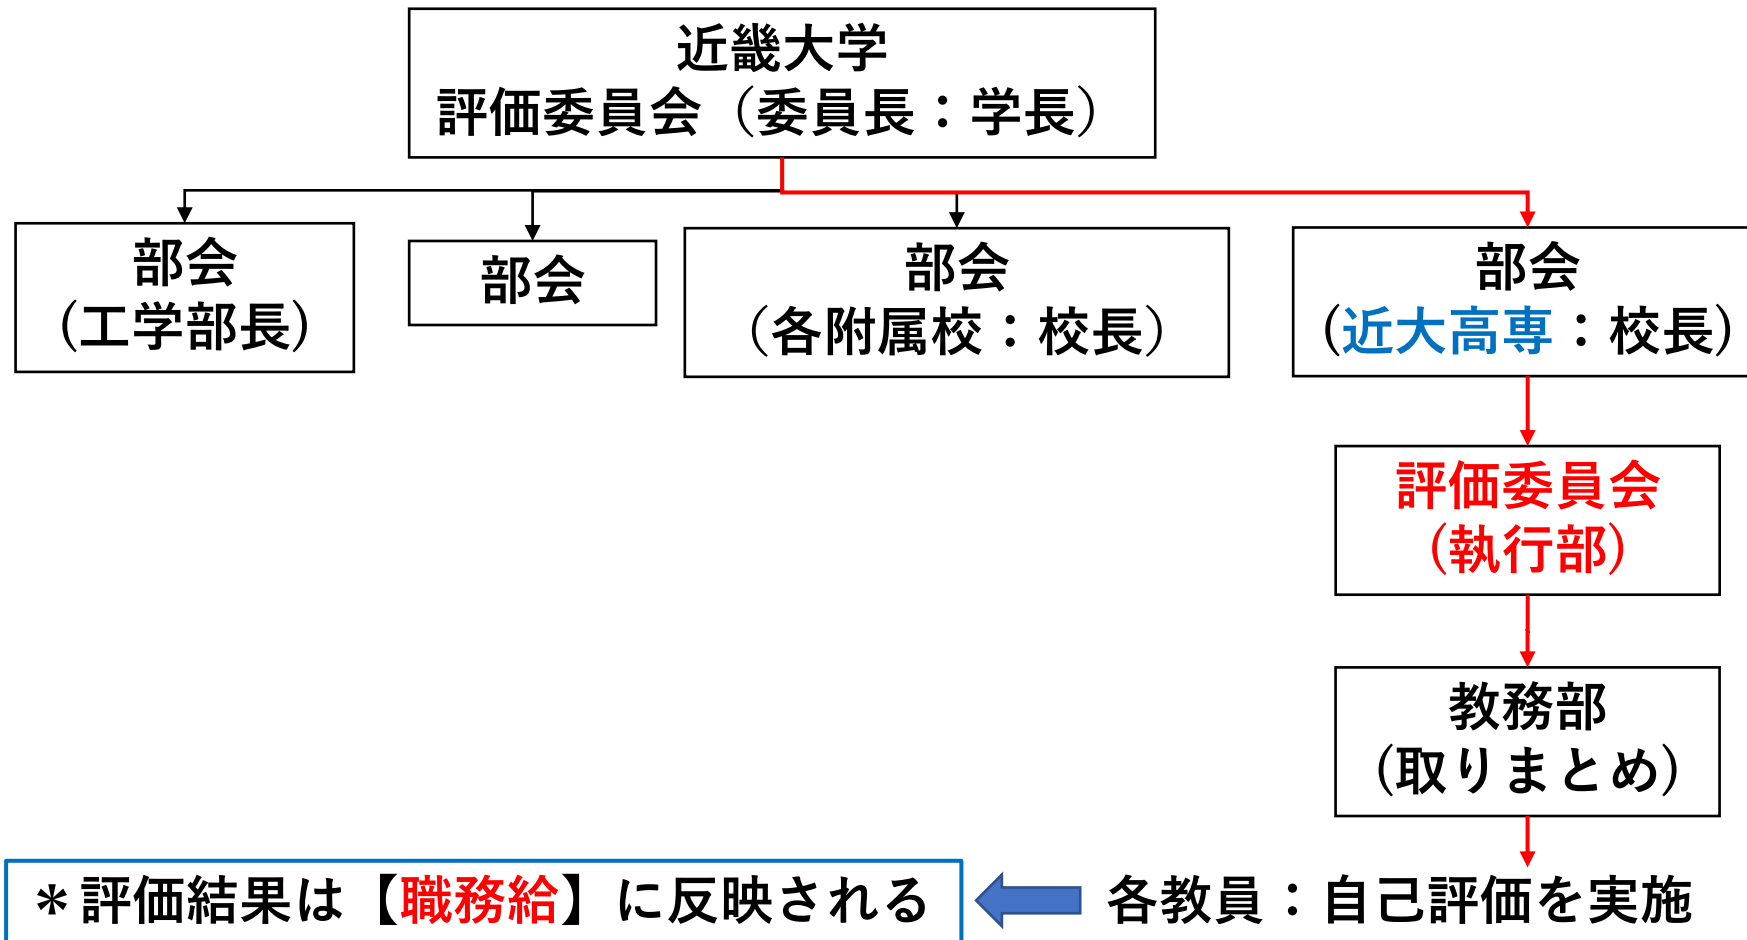 近畿大学
評価委員会（委員長：学長）
部会
（工学部長）
部会
部会
（各附属校：校長）
部会
（近大高専：校長）
評価委員会
（執行部）
教務部
（取りまとめ）
各教員：自己評価を実施
＊評価結果は【職務給】に反映される